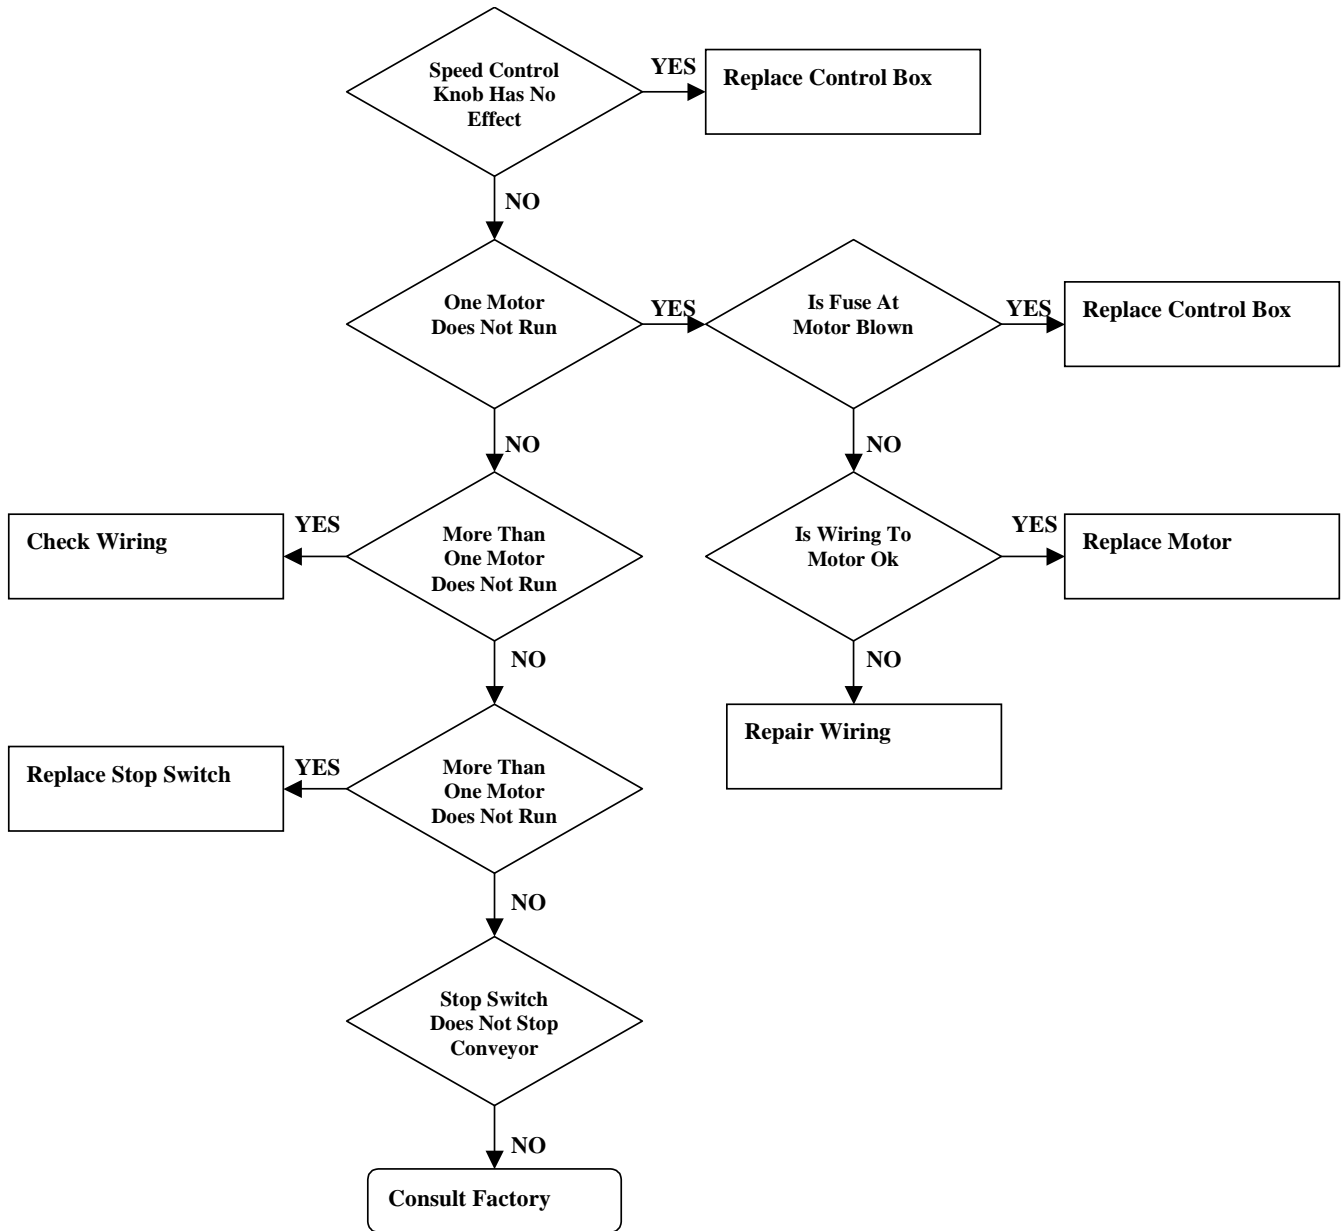 Speed Control
Knob Has No
Effect
YES
Replace Control Box
NO
One Motor
Does Not Run
YES
Is Fuse At
Motor Blown
YES
Replace Control Box
NO
NO
Check Wiring
YES
More Than
One Motor
Does Not Run
Is Wiring To
Motor Ok
YES
Replace Motor
NO
NO
Repair Wiring
Replace Stop Switch
YES
More Than
One Motor
Does Not Run
NO
Stop Switch
Does Not Stop
Conveyor
NO
Consult Factory